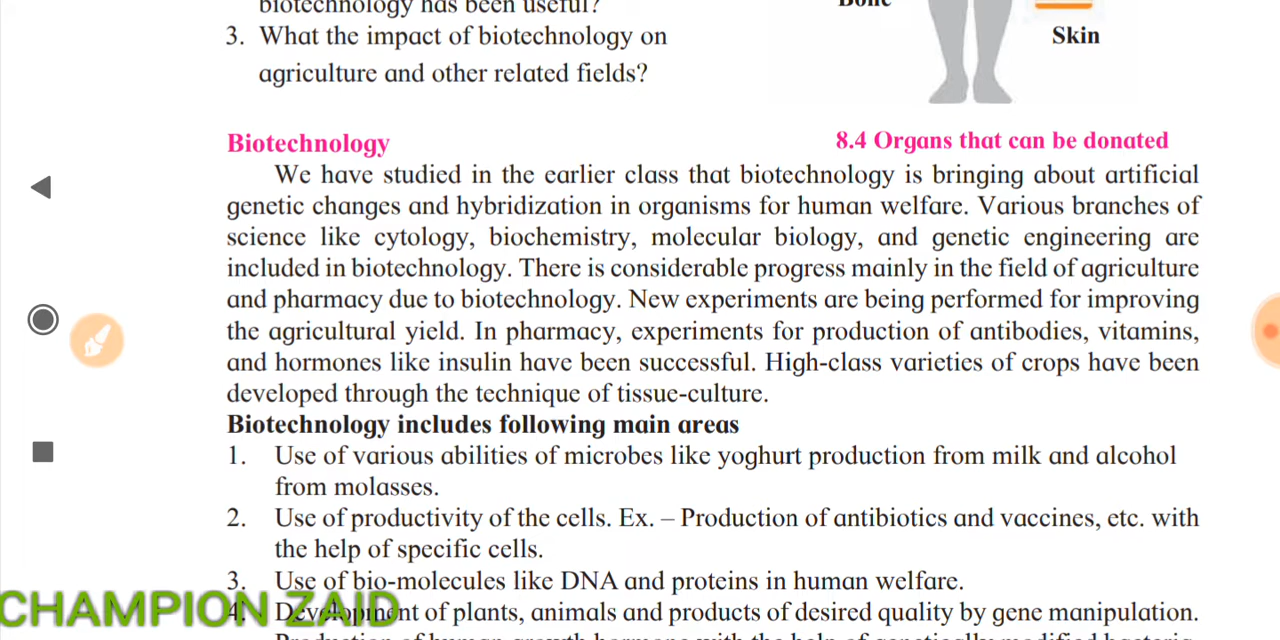 biotechnology has been useful?
3. What the impact of biotechnology on
agriculture and other related fields?
Bone
Skin
8.4 Organs that can be donated
Biotechnology
We have studied in the earlier class that biotechnology is bringing about artificial
genetic changes and hybridization in organisms for human welfare. Various branches of
science like cytology, biochemistry, molecular biology, and genetic engineering are
included in biotechnology. There is considerable progress mainly in the field of agriculture
and pharmacy due to biotechnology. New experiments are being performed for improving
the agricultural yield. In pharmacy, experiments for production of antibodies, vitamins,
and hormones like insulin have been successful. High-class varieties of crops have been
developed through the technique of tissue-culture.
Biotechnology includes following main areas
1. Use of various abilities of microbes like yoghurt production from milk and alcohol
from molasses.
2. Use of productivity of the cells. Ex. – Production of antibiotics and vaccines, etc. with
the help of specific cells.
3. Use of bio-molecules like DNA and proteins in human welfare.
4. Development of plants, animals and products of desired quality by gene manipulation.
CHAMPION ZAID